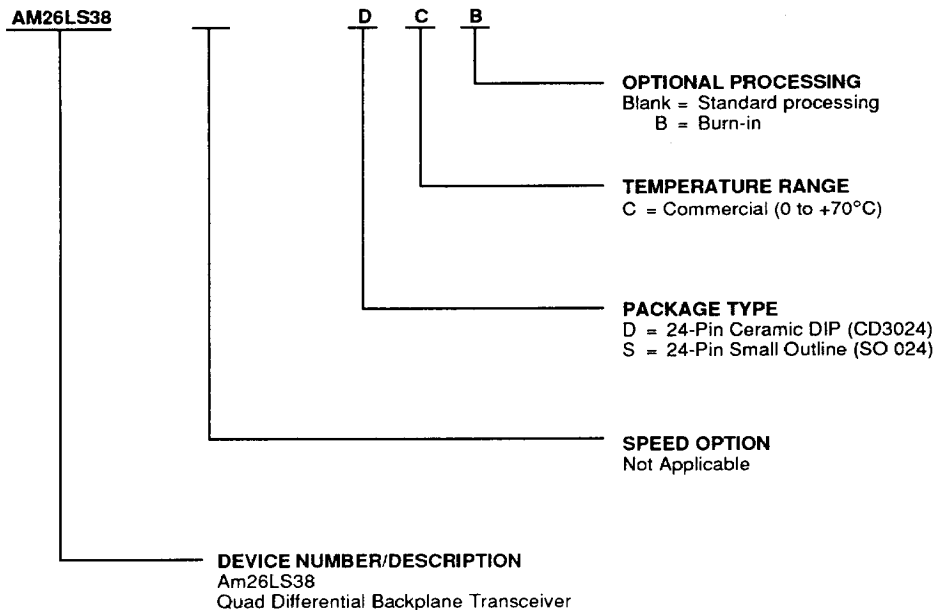 AM26LS38 D C B
OPTIONAL PROCESSING
Blank = Standard processing
B = Burn-in
TEMPERATURE RANGE
C = Commercial (0 to +70°C)
PACKAGE TYPE
D = 24-Pin Ceramic DIP (CD3024)
S = 24-Pin Small Outline (SO 024)
SPEED OPTION
Not Applicable
DEVICE NUMBER/DESCRIPTION
Am26LS38
Quad Differential Backplane Transceiver